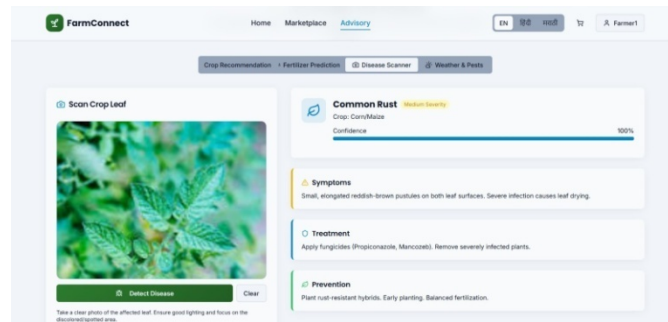 FarmConnect
Home Marketplace Advisory
EN हिंदी मराठी
Farmer1
Crop Recommendation Fertilizer Prediction Disease Scanner Weather & Pests
Scan Crop Leaf
Detect Disease Clear
Take a clear photo of the affected leaf. Ensure good lighting and focus on the
discolored/spotted area.
Common Rust Medium Severity
Crop: Corn/Maize
Confidence 100%
Symptoms
Small, elongated reddish-brown pustules on both leaf surfaces. Severe infection causes leaf drying.
Treatment
Apply fungicides (Propiconazole, Mancozeb). Remove severely infected plants.
Prevention
Plant rust-resistant hybrids. Early planting. Balanced fertilization.